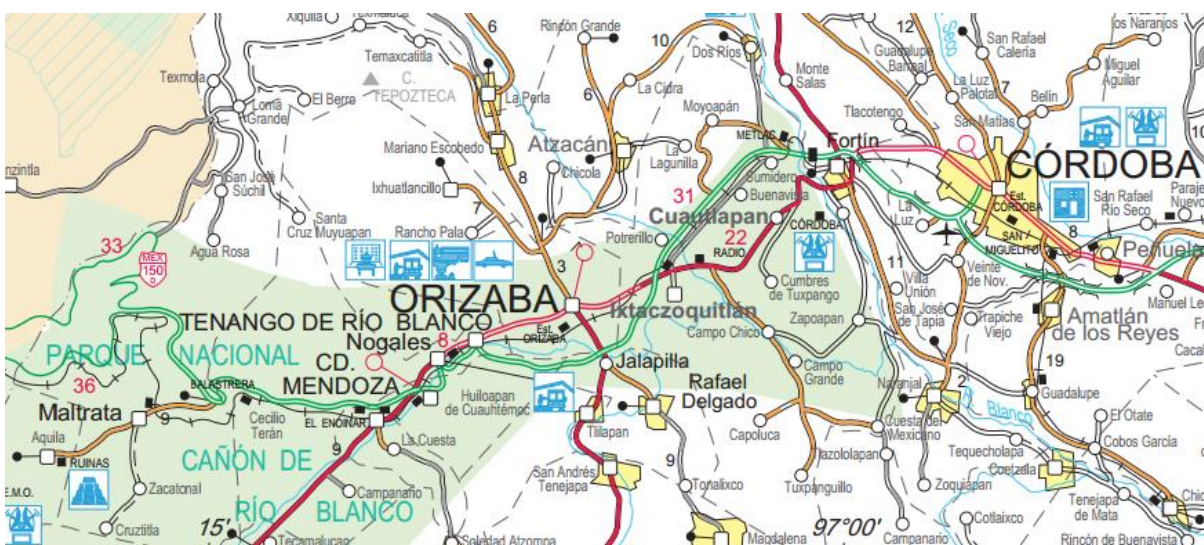 Xiquila
Texmaluca
Temaxcatitla
6
Rincón Grande
10
Dos Ríos
Seco
12
los Naranjos
San Rafael
Calería
Monte
Salas
Guadalupe
7
Miguel
Aguilar
Texmola
C.
TEPOZTECA
La Perla
6
La Cidra
La Luz
Palotal
Belín
El Berro
Loma
Grande
Moyoapán
Tlacotengo
San Matías
Mariano Escobedo
Atzacán
La
Lagunilla
METLAC
Fortín
CÓRDOBA
nzintla
San José
Súchil
Ixhuatlancillo
8
Chicola
Sumidero
31
Buenavista
Est.
CÓRDOBA
San Rafael
Río Seco
Paraje
Nuevo
Santa
Cruz Muyuapan
7
Cuautlapan
La
Luz
SAN
MIGUELITO
8
Agua Rosa
Rancho Pala
Potrerillo
22
CÓRDOBA
Peñuela
33
MEX
150
D
3
RADIO
11
Villa
Unión
Veinte
de Nov.
Cumbres
de Tuxpango
ORIZABA
Ixtaczoquitlán
San José
de Tapia
Trapiche
Viejo
Manuel Le
Amatlán
de los Reyes
TENANGO DE RÍO BLANCO
Est.
ORIZABA
Campo Chico
Zapoapan
Nogales
8
PARQUE NACIONAL
CD.
MENDOZA
Jalapilla
Campo
Grande
19
Cacal
36
BALASTRERA
Huiloapan
de Cuauhtémoc
Rafael
Delgado
Naranjal
2
R. Blanco
Guadalupe
Maltrata
9
Cecilio
Terán
EL ENCINAR
Tlilapan
Capoluca
Cuesta del
Mexicano
El Otate
Aquila
La Cuesta
Cobos García
RUINAS
CAÑÓN DE
9
San Andrés
Tenejapa
9
Tlazololapan
Tequecholapa
Coetzala
E.M.O.
Zacatonal
Campanario
Tonalixco
Tuxpanguillo
Zoquiapan
Tenejapa
de Mata
Chic
RÍO BLANCO
Cruztitla
15'
97°00'
Cotlaixco
Tecamalucan
Soledad Atzompa
Magdalena
Campanario
Rincón de Buenavista